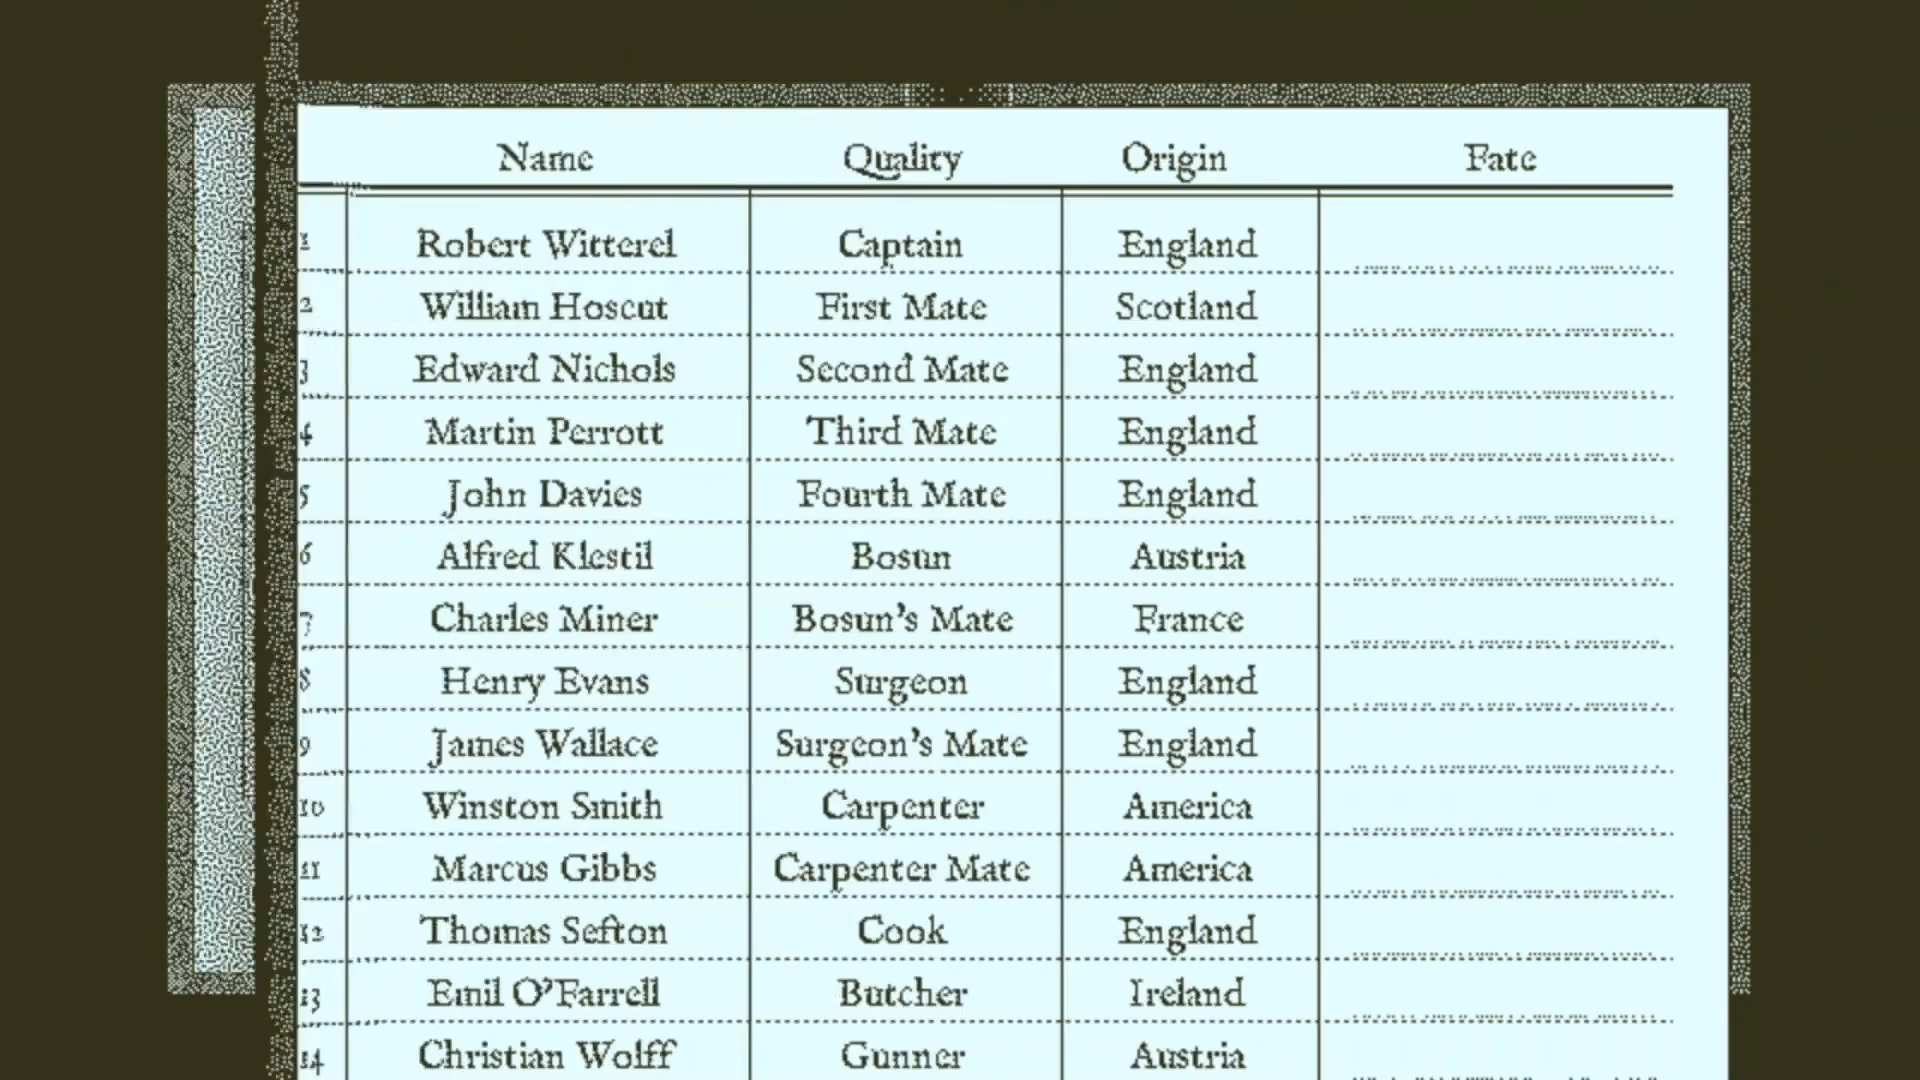 Name Quality Origin Fate
1 Robert Witterel Captain England
2 William Hoscut First Mate Scotland
3 Edward Nichols Second Mate England
4 Martin Perrott Third Mate England
5 John Davies Fourth Mate England
6 Alfred Klestil Bosun Austria
7 Charles Miner Bosun's Mate France
8 Henry Evans Surgeon England
9 James Wallace Surgeon's Mate England
10 Winston Smith Carpenter America
11 Marcus Gibbs Carpenter Mate America
12 Thomas Sefton Cook England
13 Emil O'Farrell Butcher Ireland
14 Christian Wolff Gunner Austria